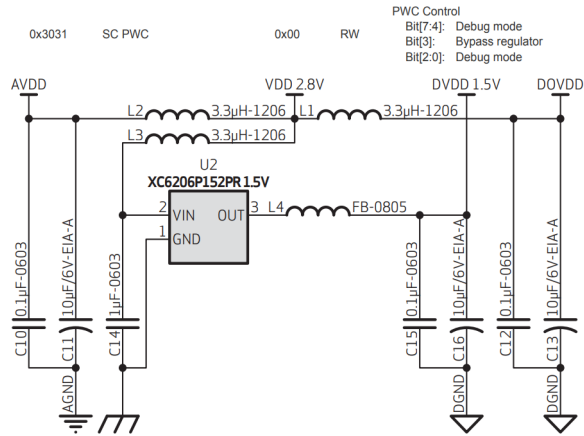 PWC Control
0x3031 SC PWC 0x00 RW Bit[7:4]: Debug mode
Bit[3]: Bypass regulator
Bit[2:0]: Debug mode
AVDD VDD 2.8V DVDD 1.5V DOVDD
L2 3.3µH-1206 L1 3.3µH-1206
L3 3.3µH-1206
U2
XC6206P152PR 1.5V
2 VIN OUT 3 L4 FB-0805
1 GND
C10 0.1µF-0603
C11 10µF/6V-EIA-A
C14 1µF-0603
C15 0.1µF-0603
C16 10µF/6V-EIA-A
C12 0.1µF-0603
C13 10µF/6V-EIA-A
AGND
DGND
DGND